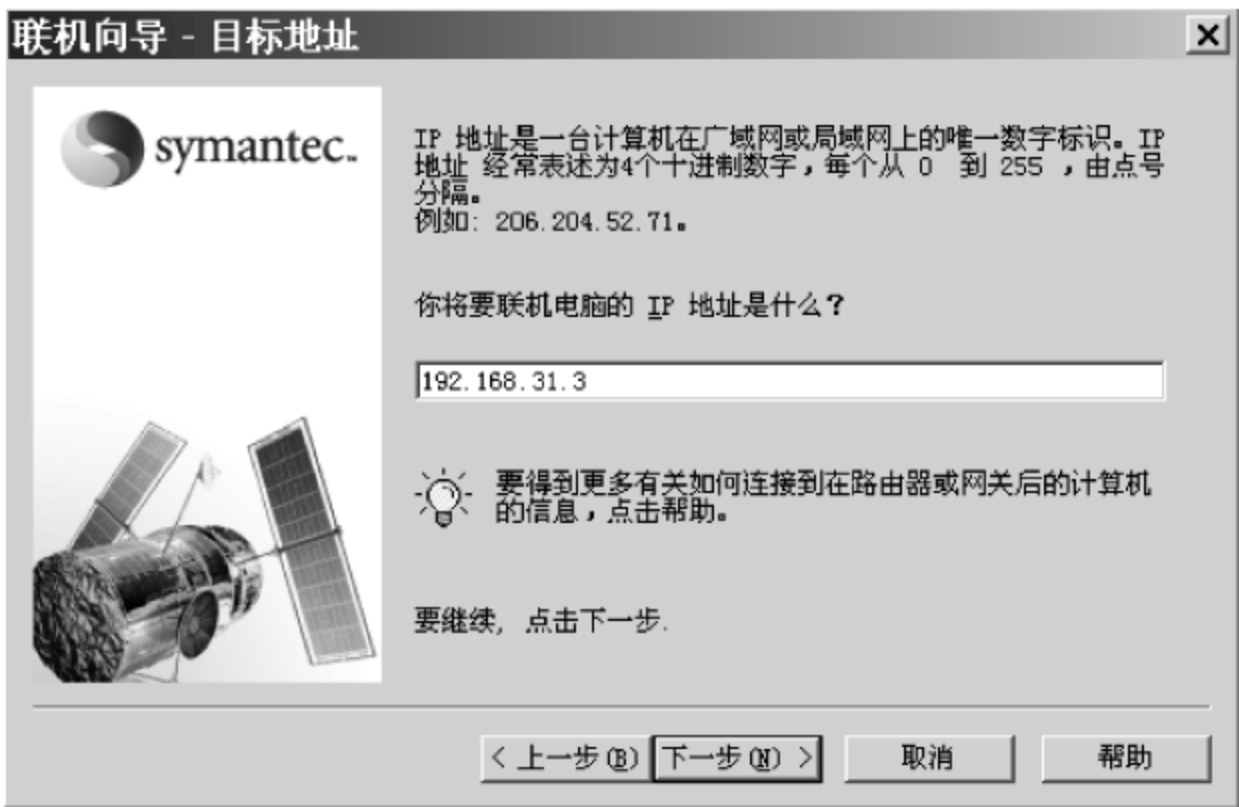 联机向导 - 目标地址
symantec.
IP 地址是一台计算机在广域网或局域网上的唯一数字标识。IP
地址 经常表述为4个十进制数字，每个从 0 到 255 ，由点号
分隔。
例如: 206.204.52.71。
你将要联机电脑的 IP 地址是什么？
192.168.31.3
要得到更多有关如何连接到在路由器或网关后的计算机
的信息，点击帮助。
要继续, 点击下一步.
< 上一步(B) 下一步(N) > 取消 帮助